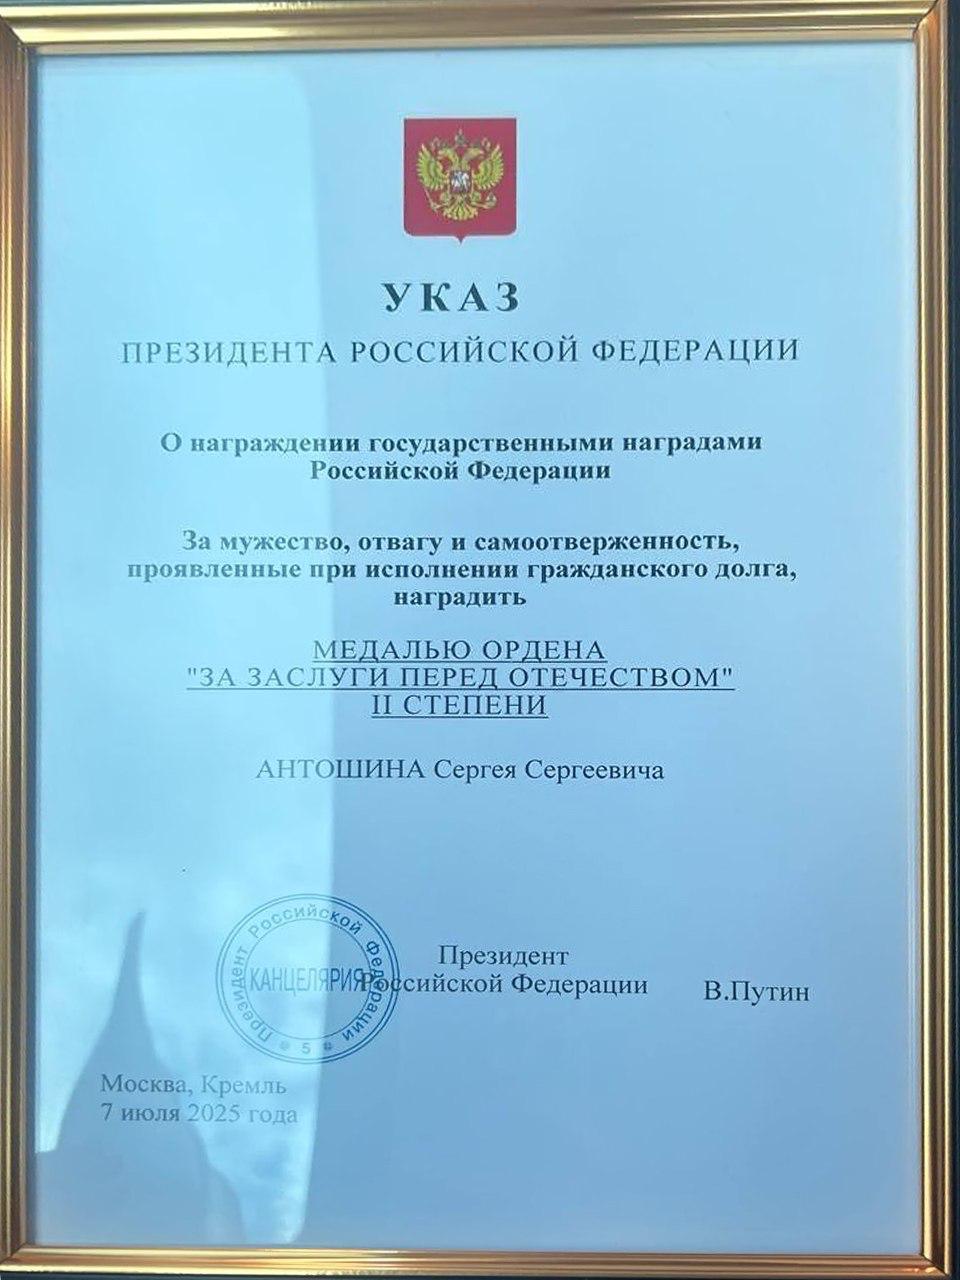 УКАЗ
ПРЕЗИДЕНТА РОССИЙСКОЙ ФЕДЕРАЦИИ
О награждении государственными наградами
Российской Федерации
За мужество, отвагу и самоотверженность,
проявленные при исполнении гражданского долга,
наградить
МЕДАЛЬЮ ОРДЕНА
"ЗА ЗАСЛУГИ ПЕРЕД ОТЕЧЕСТВОМ"
II СТЕПЕНИ
АНТОШИНА Сергея Сергеевича
Президент
Российской Федерации
В.Путин
Президент Российской Федерации
КАНЦЕЛЯРИЯ
5
Москва, Кремль
7 июля 2025 года